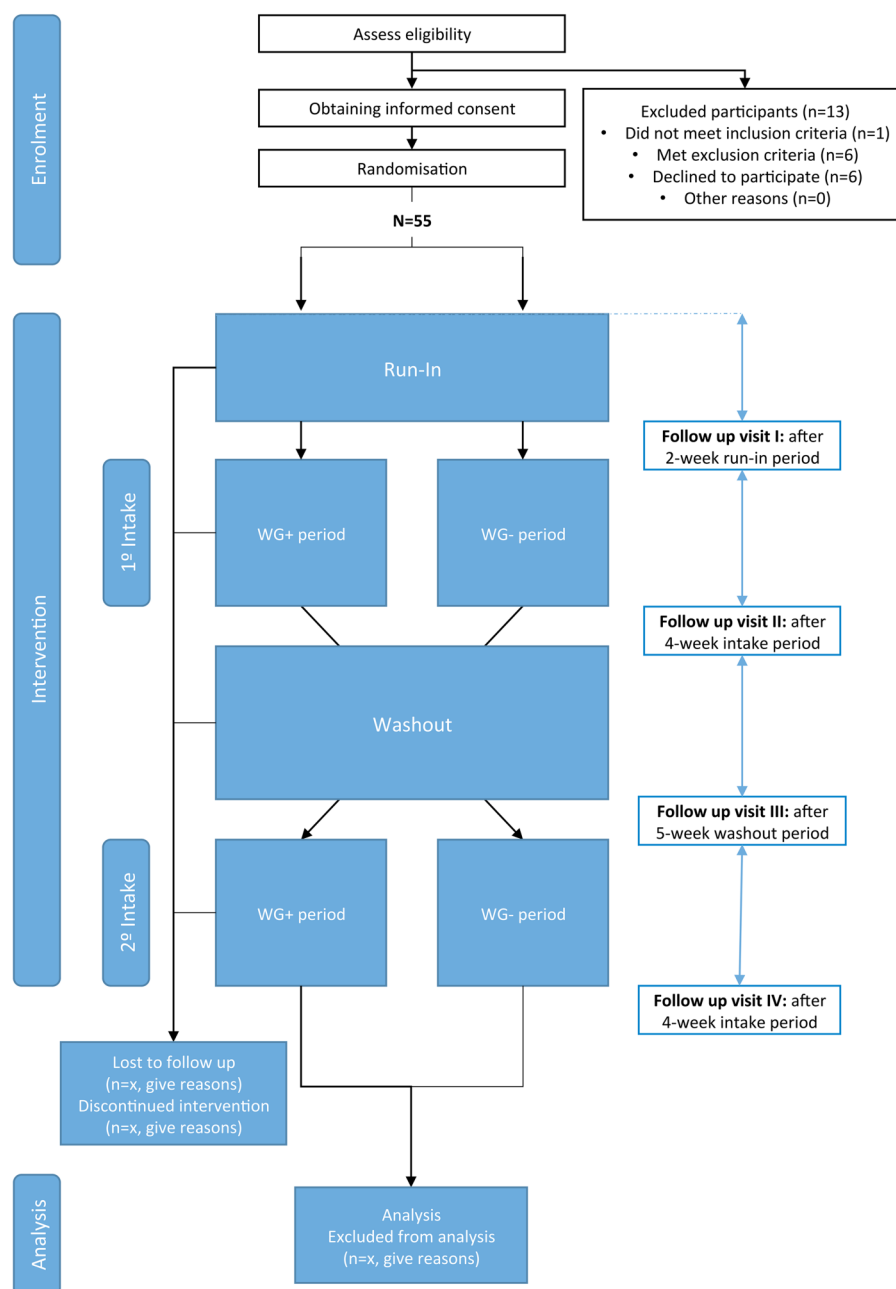 Enrolment
Assess eligibility
Obtaining informed consent
Randomisation
N=55
Excluded participants (n=13)
• Did not meet inclusion criteria (n=1)
• Met exclusion criteria (n=6)
• Declined to participate (n=6)
• Other reasons (n=0)
Intervention
Run-In
Follow up visit I: after
2-week run-in period
1º Intake
WG+ period
WG- period
Follow up visit II: after
4-week intake period
Washout
Follow up visit III: after
5-week washout period
2º Intake
WG+ period
WG- period
Follow up visit IV: after
4-week intake period
Lost to follow up
(n=x, give reasons)
Discontinued intervention
(n=x, give reasons)
Analysis
Analysis
Excluded from analysis
(n=x, give reasons)